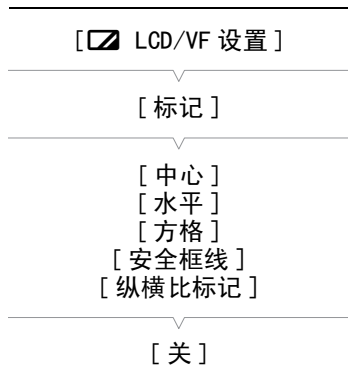 [ LCD/VF 设置 ]
[ 标记 ]
[ 中心 ]
[ 水平 ]
[ 方格 ]
[ 安全框线 ]
[ 纵横比标记 ]
[ 关 ]